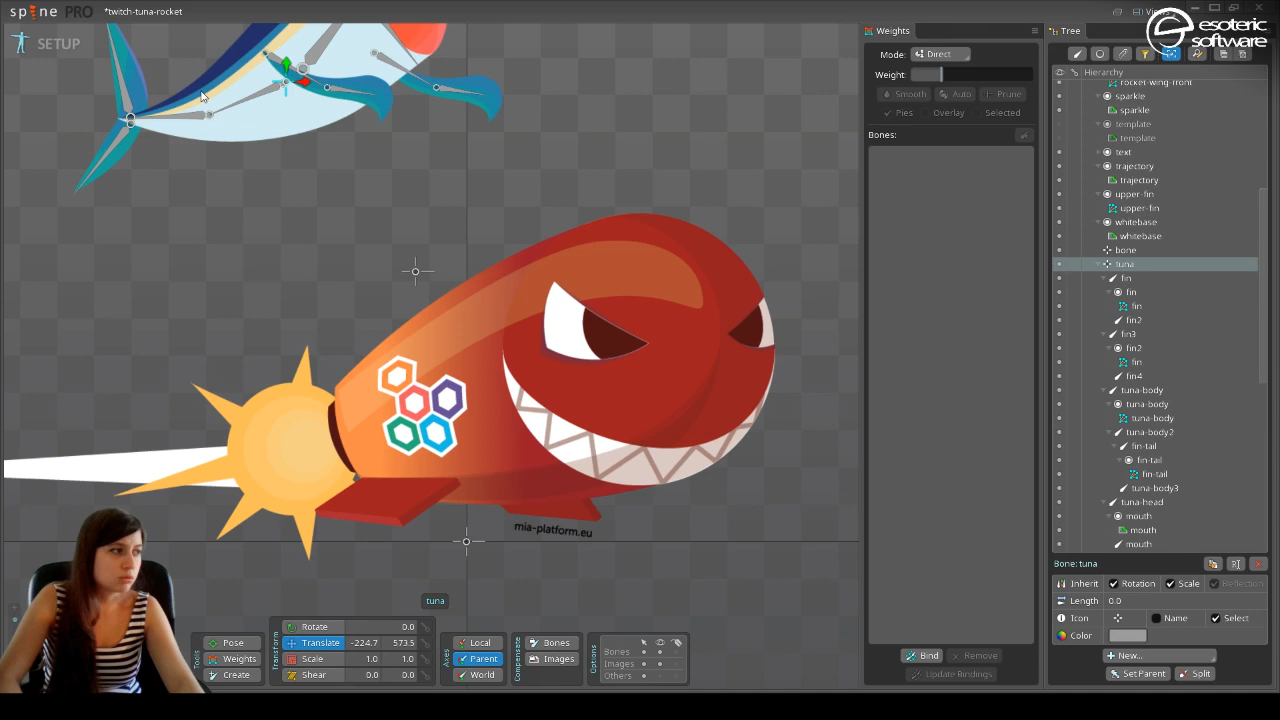 spine PRO
*twitch-tuna-rocket
Views
esoteric
software
SETUP
Weights
Mode: Direct
Weight:
Smooth
Auto
Prune
Pies
Overlay
Selected
Bones:
Bind
Remove
Update Bindings
Tree
Hierarchy
rocket-wing-front
sparkle
sparkle
template
template
text
trajectory
trajectory
upper-fin
upper-fin
whitebase
whitebase
bone
tuna
fin
fin
fin
fin2
fin3
fin2
fin
fin4
tuna-body
tuna-body
tuna-body
tuna-body2
fin-tail
fin-tail
fin-tail
tuna-body3
tuna-head
mouth
mouth
mouth
Bone: tuna
Inherit Rotation Scale Reflection
Length 0.0
Icon Name Select
Color
New...
Set Parent Split
mia-platform.eu
tuna
Tools
Pose
Weights
Create
Transform
Rotate 0.0
Translate -224.7 573.5
Scale 1.0 1.0
Shear 0.0 0.0
Axes
Local
Parent
World
Compensate
Bones
Images
Options
Bones
Images
Others